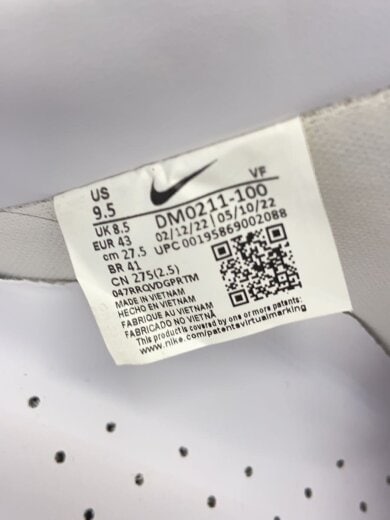 US
9.5
VF
UK 8.5
DM0211-100
EUR 43
02/12/22 | 05/10/22
cm 27.5
UPC 00195869002088
BR 41
CN 275(2.5)
047RRQVDGPRTM
MADE IN VIETNAM
HECHO EN VIETNAM
FABRIQUE AU VIETNAM
FABRICADO NO VIETNÃ
This product is covered by one or more patents:
www.nike.com/patentsvirtualmarking